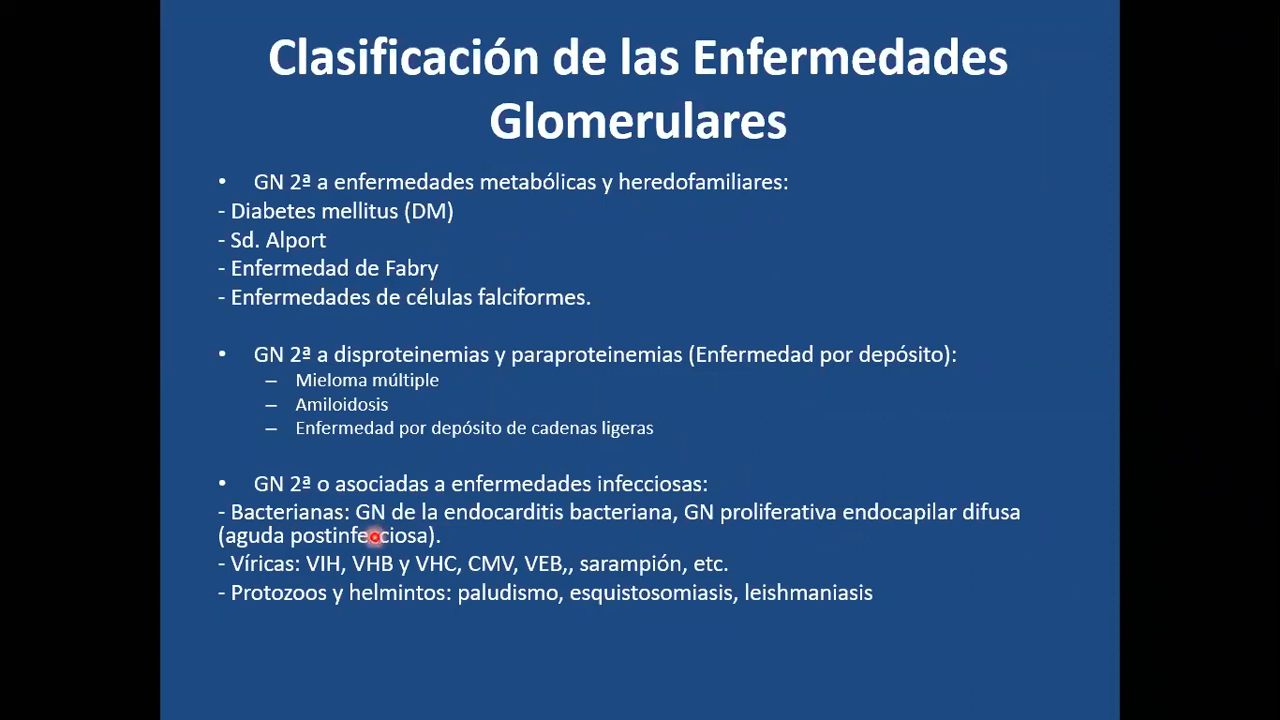 Clasificación de las Enfermedades
Glomerulares
• GN 2ª a enfermedades metabólicas y heredofamiliares:
- Diabetes mellitus (DM)
- Sd. Alport
- Enfermedad de Fabry
- Enfermedades de células falciformes.
• GN 2ª a disproteinemias y paraproteinemias (Enfermedad por depósito):
– Mieloma múltiple
– Amiloidosis
– Enfermedad por depósito de cadenas ligeras
• GN 2ª o asociadas a enfermedades infecciosas:
- Bacterianas: GN de la endocarditis bacteriana, GN proliferativa endocapilar difusa
(aguda postinfecciosa).
- Víricas: VIH, VHB y VHC, CMV, VEB,, sarampión, etc.
- Protozoos y helmintos: paludismo, esquistosomiasis, leishmaniasis